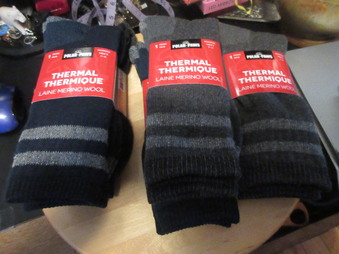 POLAR PAWS
THERMAL
THERMIQUE
LAINE MERINO WOOL
POLAR PAWS
THERMAL
THERMIQUE
LAINE MERINO WOOL
POLAR PAWS
THERMAL
THERMIQUE
LAINE MERINO WOOL